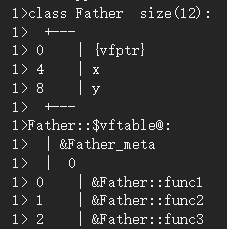 1>class Father  size(12):
1>  +---
1> 0    | {vfptr}
1> 4    | x
1> 8    | y
1>  +---
1>Father::$vftable@:
1>  | &Father_meta
1>  |  0
1> 0    | &Father::func1
1> 1    | &Father::func2
1> 2    | &Father::func3